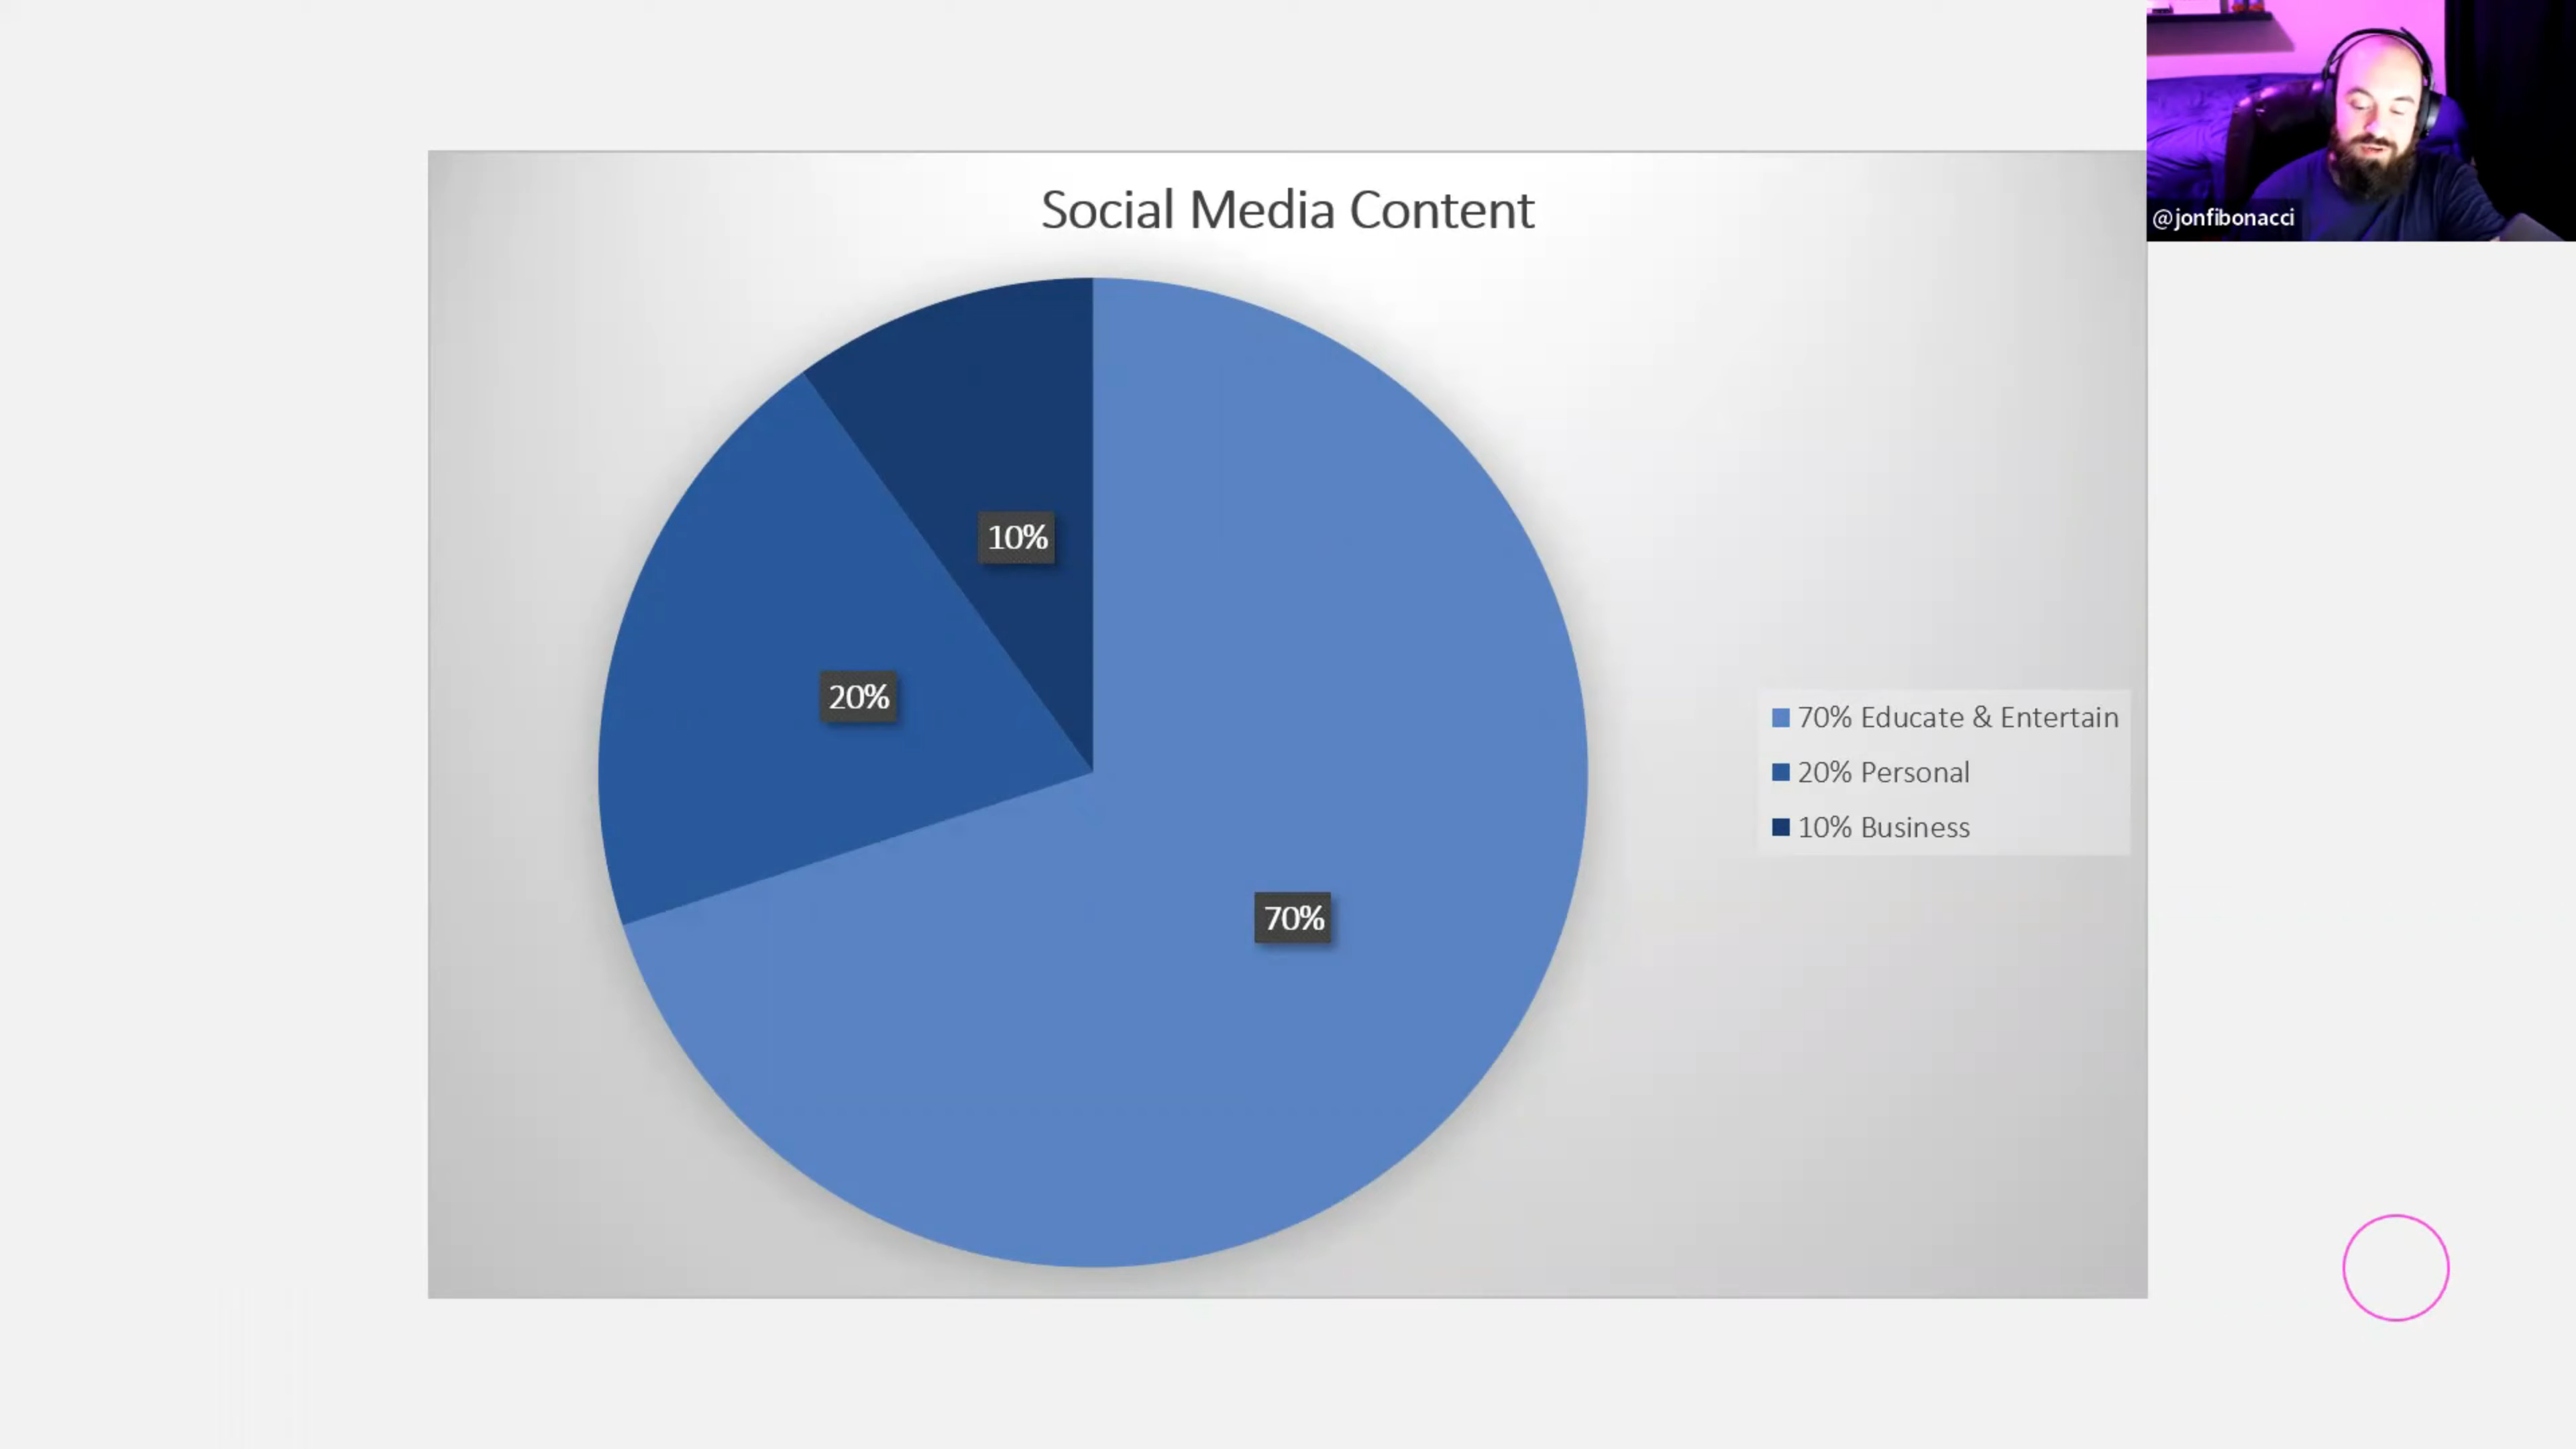 @jonfibonacci
Social Media Content
10%
20%
70%
70% Educate & Entertain
20% Personal
10% Business